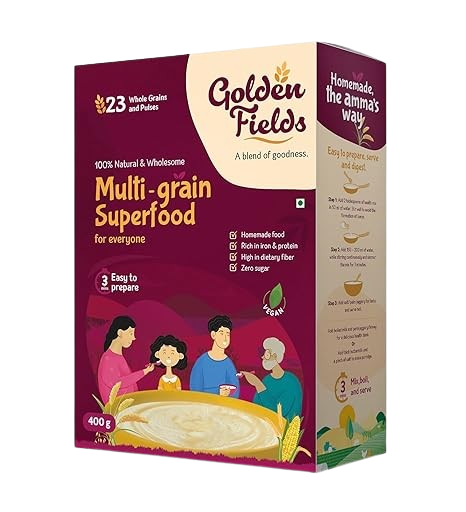 23 Whole Grains
and Pulses
Golden
Fields
A blend of goodness.
100% Natural & Wholesome
Multi-grain
Superfood
for everyone
Homemade food
Rich in iron & protein
High in dietary fiber
Zero sugar
3 mins
Easy to
prepare
VEGAN
400 g
Homemade,
the amma's
way
Easy to prepare, serve
and digest.
Step 1:
Step 2:
Step 3:
Or
3
Mix, boil,
and serve